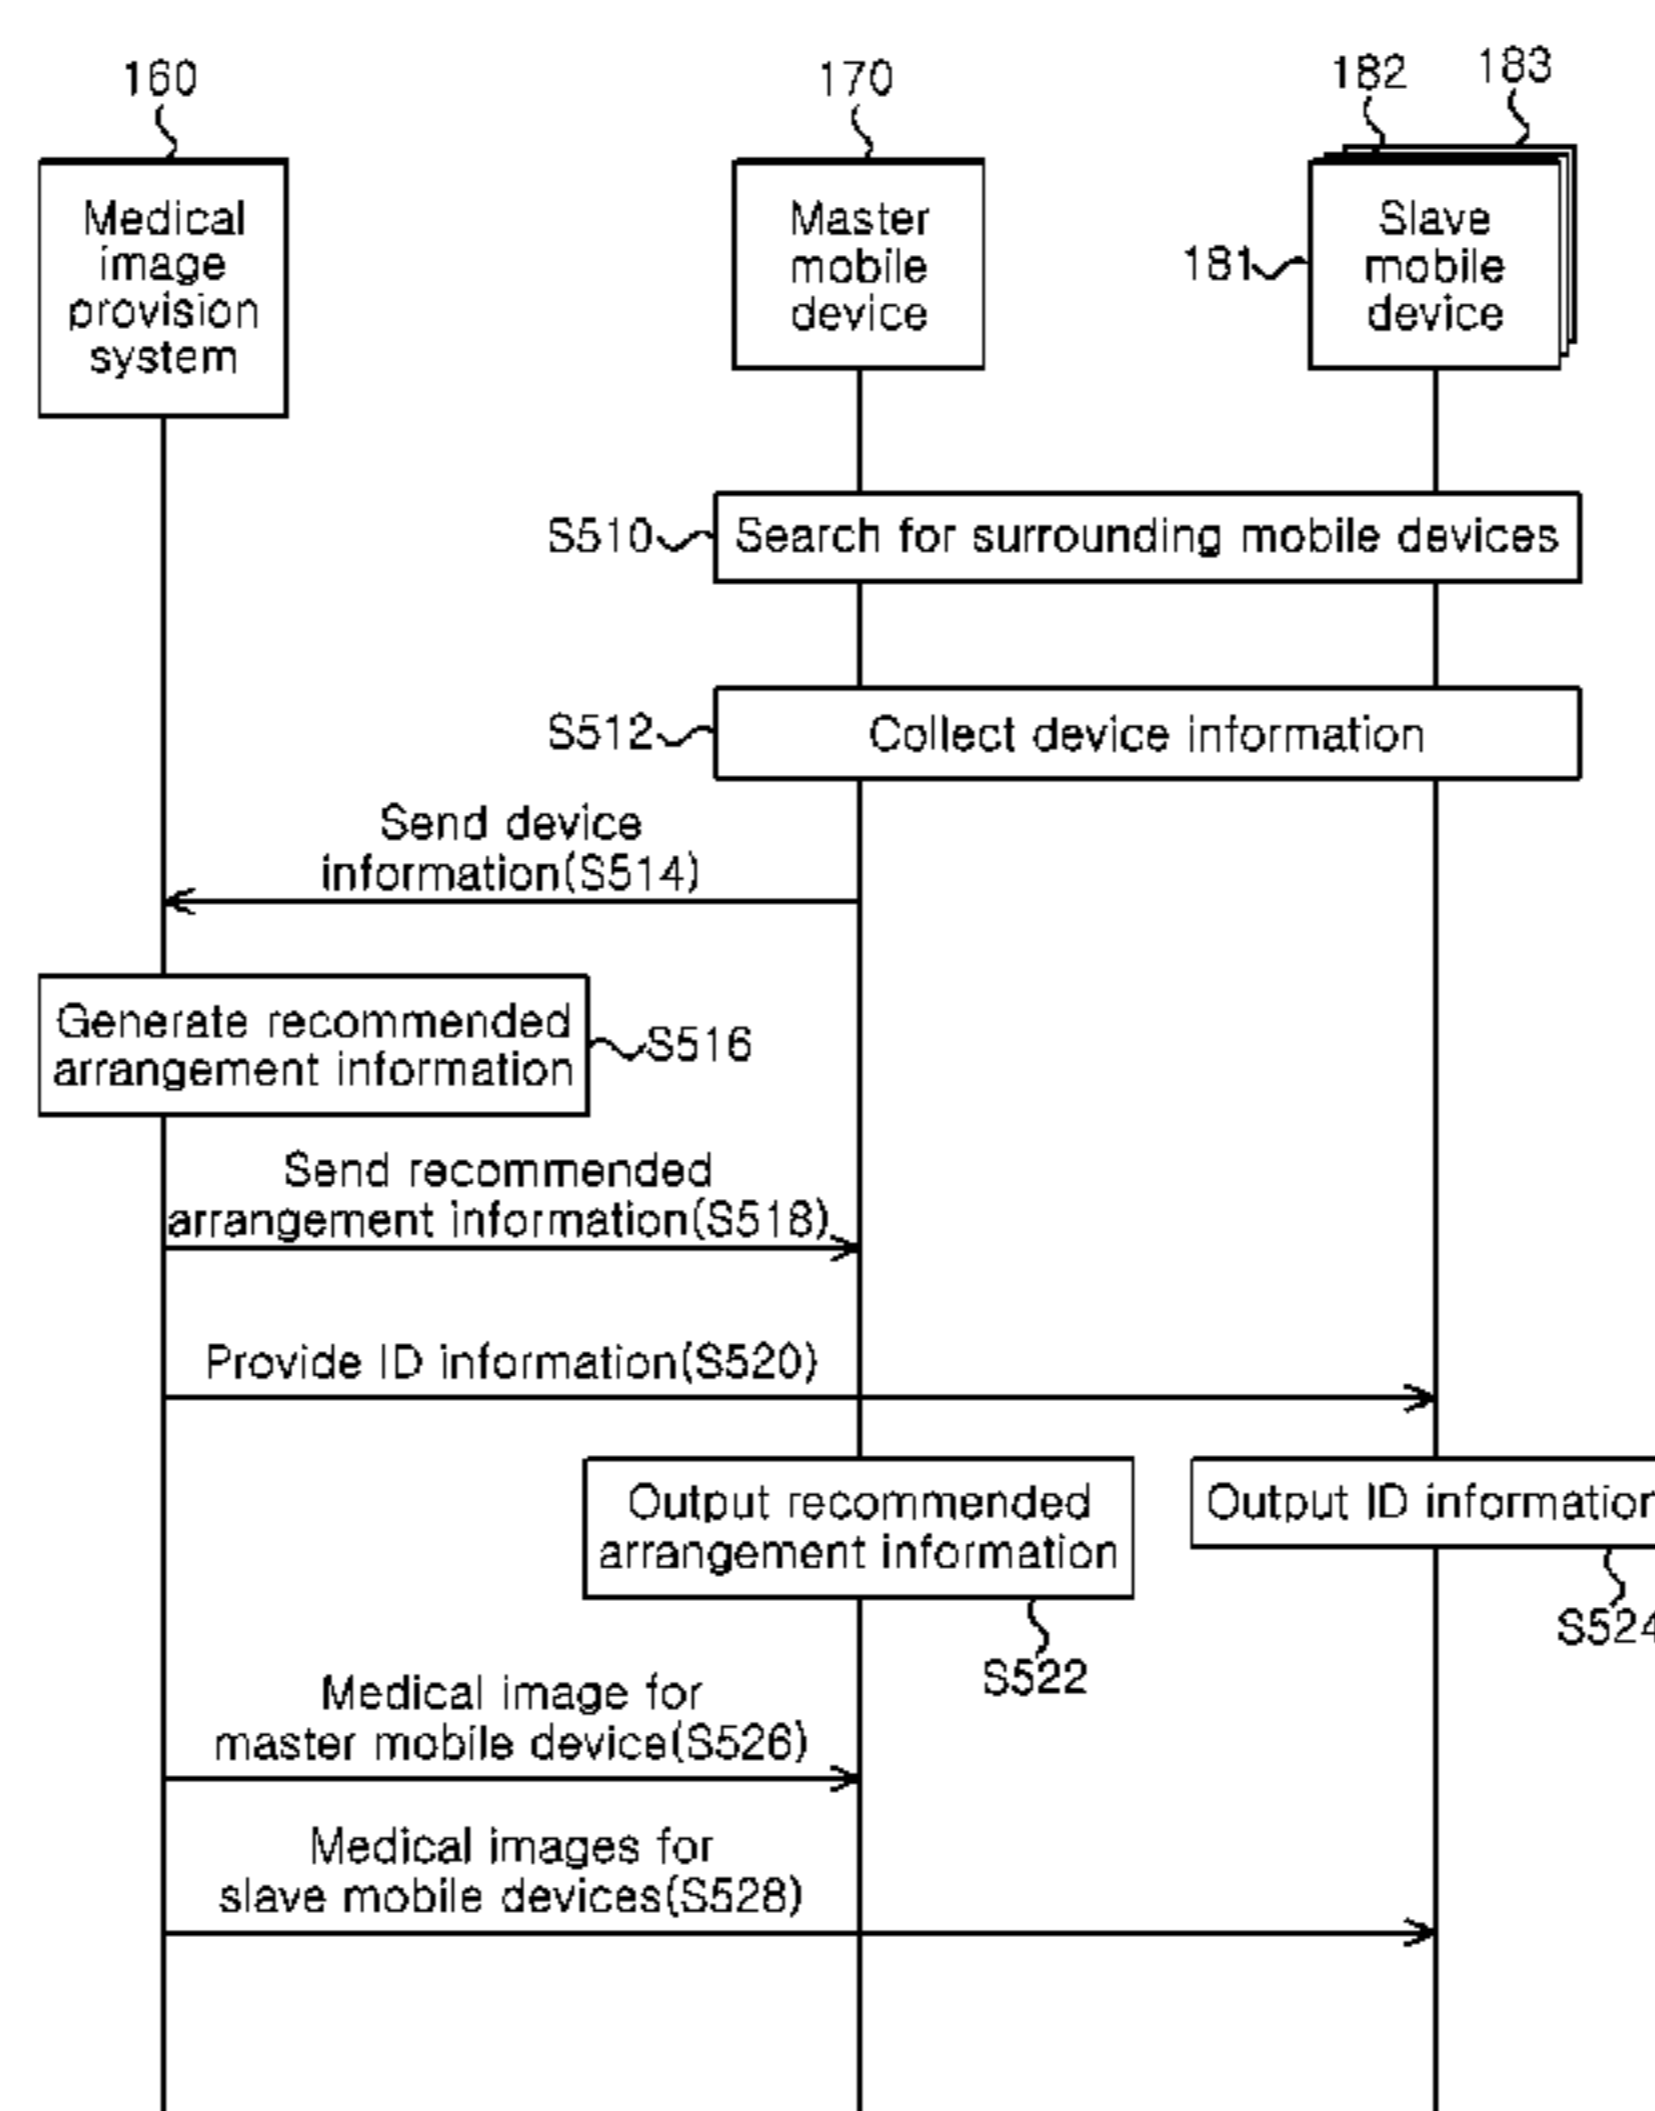 160
170
182
183
Medical
image
provision
system
Master
mobile
device
181
Slave
mobile
device
S510
Search for surrounding mobile devices
S512
Collect device information
Send device
information(S514)
Generate recommended
arrangement information
S516
Send recommended
arrangement information(S518)
Provide ID information(S520)
Output recommended
arrangement information
S522
Output ID information
S524
Medical image for
master mobile device(S526)
Medical images for
slave mobile devices(S528)